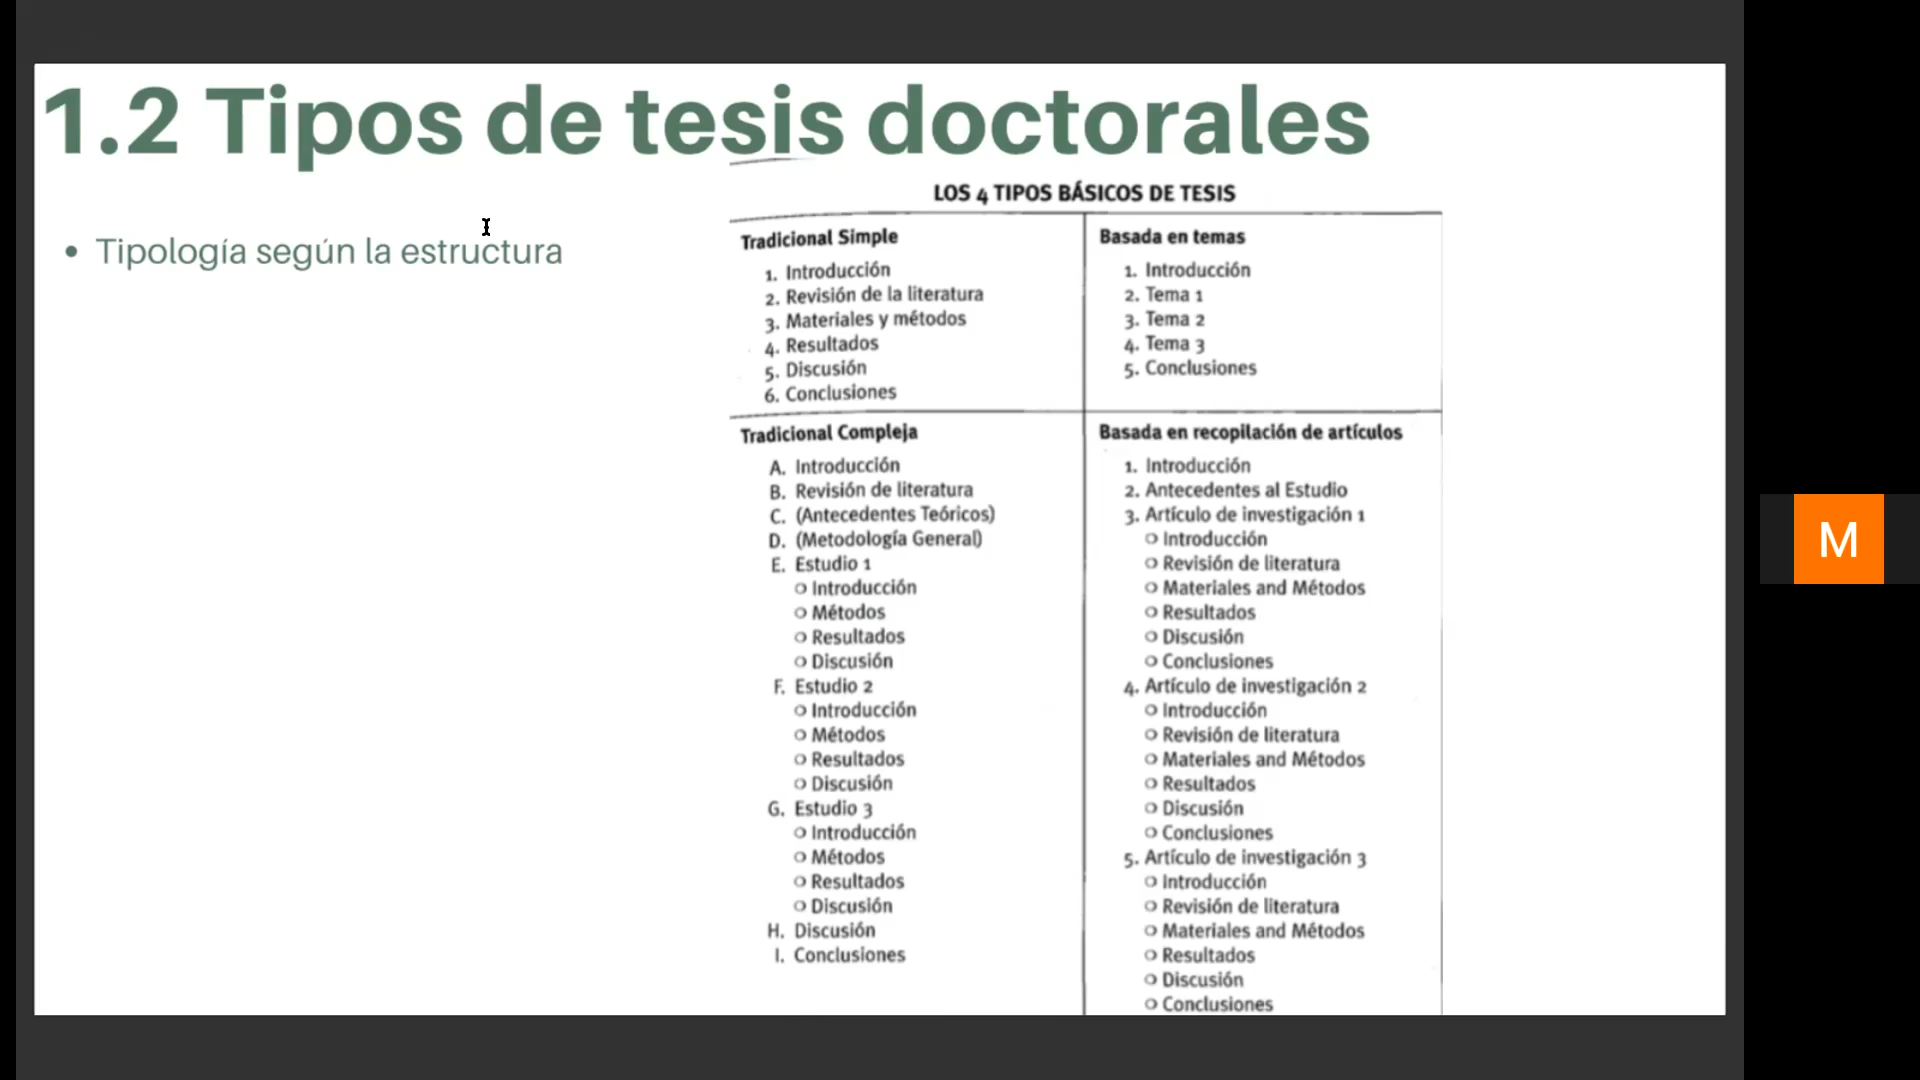 1.2 Tipos de tesis doctorales
• Tipología según la estructura
LOS 4 TIPOS BÁSICOS DE TESIS
Tradicional Simple
1. Introducción
2. Revisión de la literatura
3. Materiales y métodos
4. Resultados
5. Discusión
6. Conclusiones
Basada en temas
1. Introducción
2. Tema 1
3. Tema 2
4. Tema 3
5. Conclusiones
Tradicional Compleja
A. Introducción
B. Revisión de literatura
C. (Antecedentes Teóricos)
D. (Metodología General)
E. Estudio 1
○ Introducción
○ Métodos
○ Resultados
○ Discusión
F. Estudio 2
○ Introducción
○ Métodos
○ Resultados
○ Discusión
G. Estudio 3
○ Introducción
○ Métodos
○ Resultados
○ Discusión
H. Discusión
I. Conclusiones
Basada en recopilación de artículos
1. Introducción
2. Antecedentes al Estudio
3. Artículo de investigación 1
○ Introducción
○ Revisión de literatura
○ Materiales and Métodos
○ Resultados
○ Discusión
○ Conclusiones
4. Artículo de investigación 2
○ Introducción
○ Revisión de literatura
○ Materiales and Métodos
○ Resultados
○ Discusión
○ Conclusiones
5. Artículo de investigación 3
○ Introducción
○ Revisión de literatura
○ Materiales and Métodos
○ Resultados
○ Discusión
○ Conclusiones
M